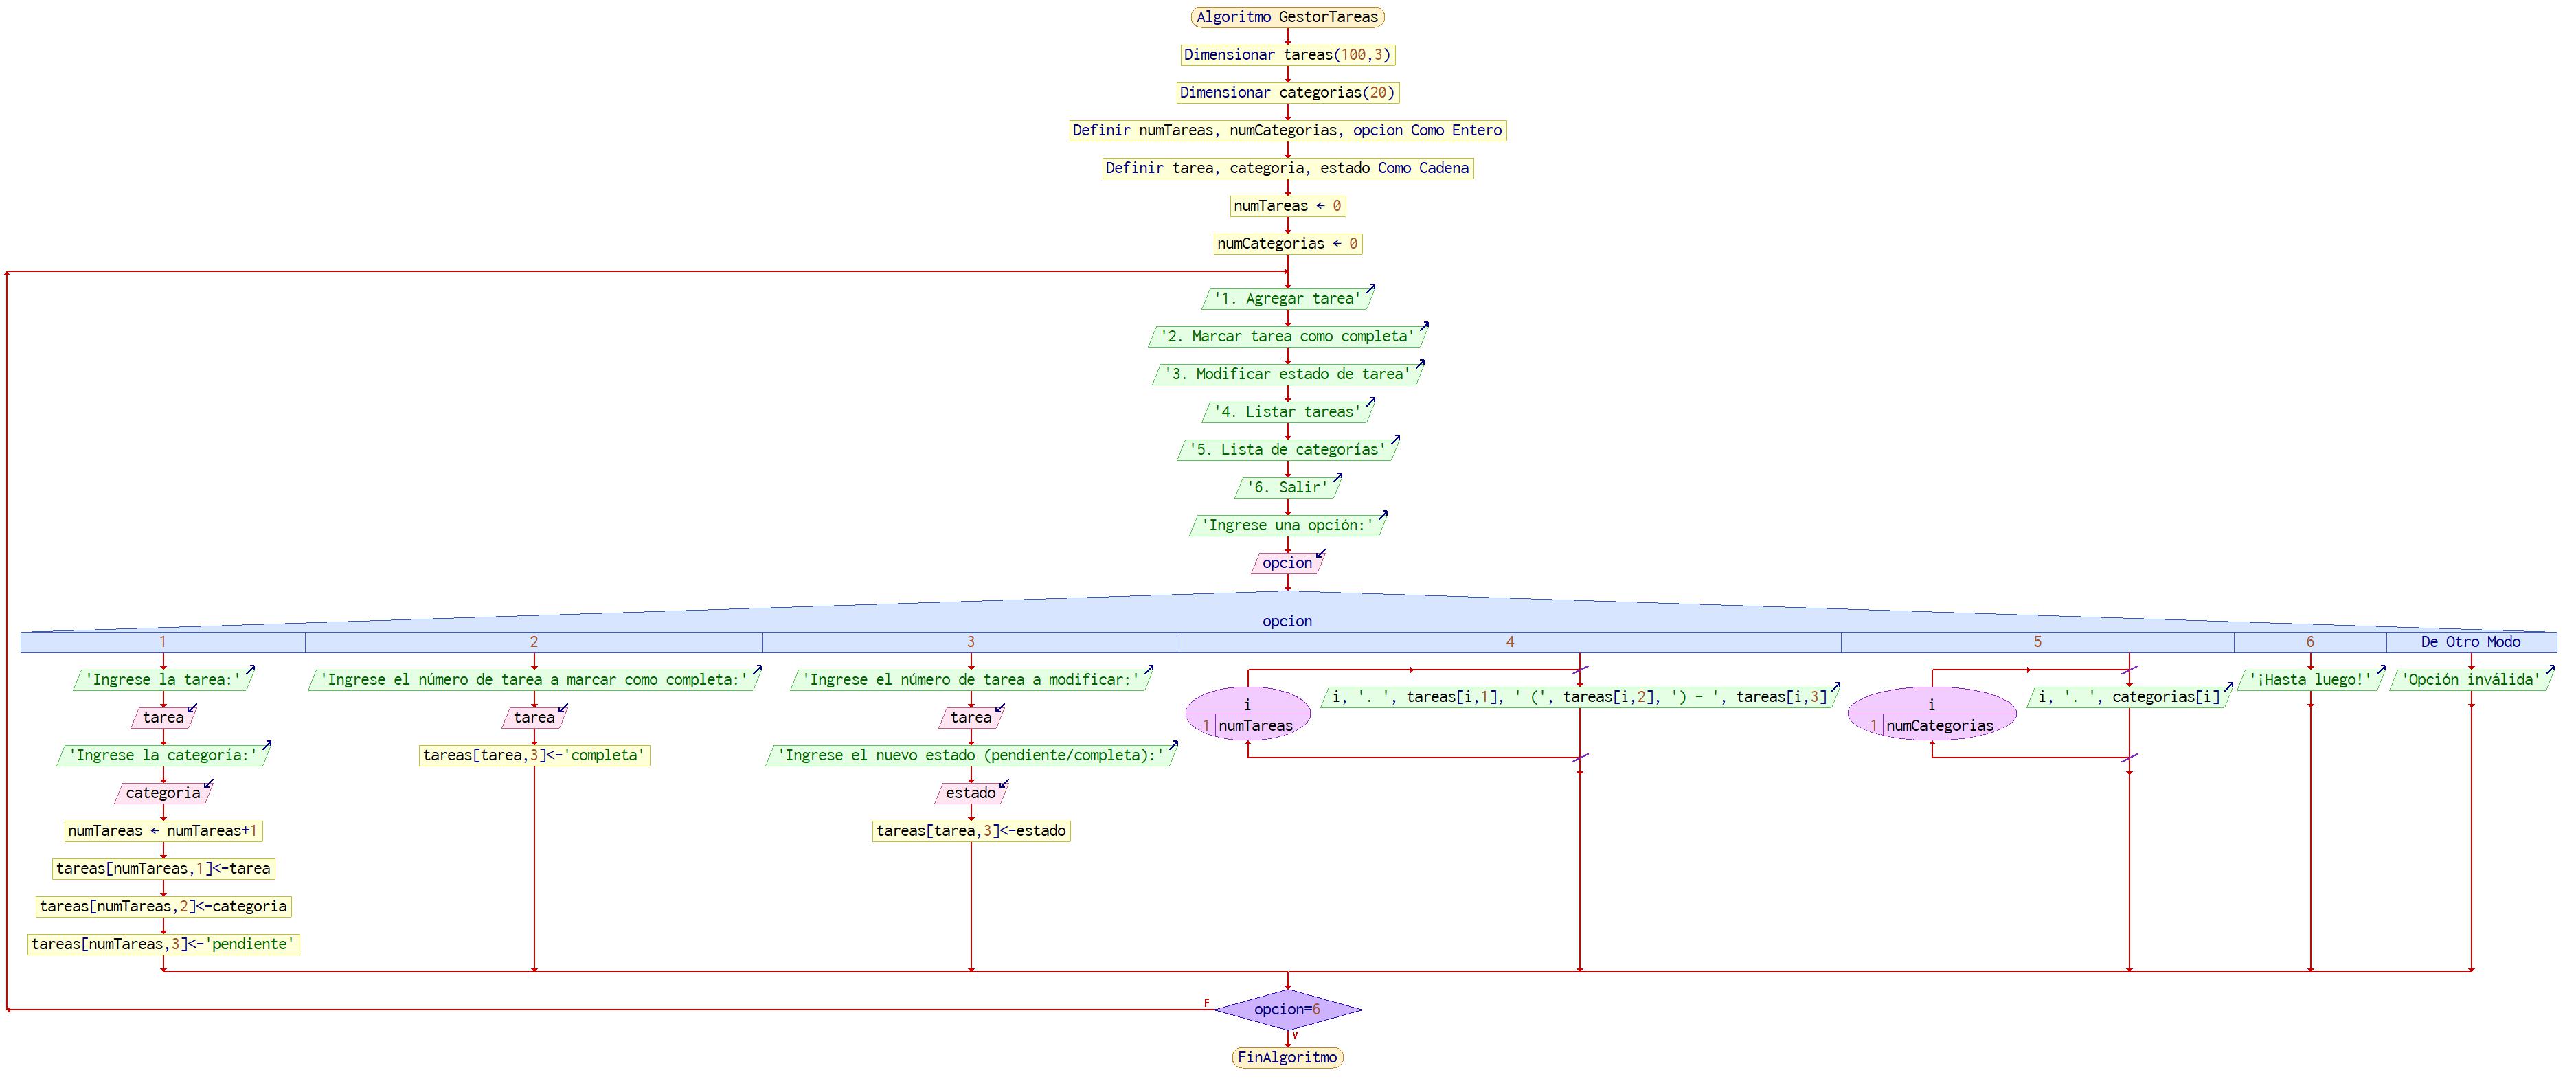 Algoritmo GestorTareas
Dimensionar tareas(100,3)
Dimensionar categorias(20)
Definir numTareas, numCategorias, opcion Como Entero
Definir tarea, categoria, estado Como Cadena
numTareas ← 0
numCategorias ← 0
'1. Agregar tarea'
'2. Marcar tarea como completa'
'3. Modificar estado de tarea'
'4. Listar tareas'
'5. Lista de categorías'
'6. Salir'
'Ingrese una opción:'
opcion
opcion
1
'Ingrese la tarea:'
tarea
'Ingrese la categoría:'
categoria
numTareas ← numTareas+1
tareas[numTareas,1]<-tarea
tareas[numTareas,2]<-categoria
tareas[numTareas,3]<-'pendiente'
2
'Ingrese el número de tarea a marcar como completa:'
tarea
tareas[tarea,3]<-'completa'
3
'Ingrese el número de tarea a modificar:'
tarea
'Ingrese el nuevo estado (pendiente/completa):'
estado
tareas[tarea,3]<-estado
4
i
1 numTareas
i, '. ', tareas[i,1], ' (', tareas[i,2], ') - ', tareas[i,3]
5
i
1 numCategorias
i, '. ', categorias[i]
6
'¡Hasta luego!'
De Otro Modo
'Opción inválida'
opcion=6
F
V
FinAlgoritmo